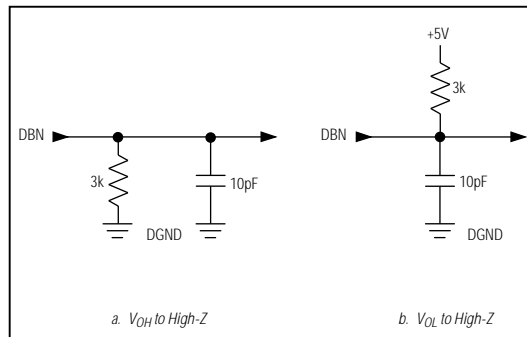 +5V
3k
DBN
DBN
3k
10pF
10pF
DGND
DGND
a. VOH to High-Z
b. VOL to High-Z